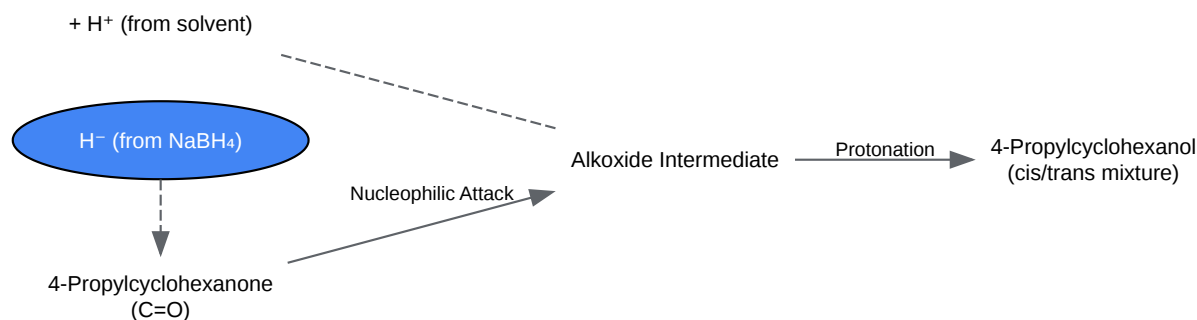 + H⁺ (from solvent)
H⁻ (from NaBH₄)
Nucleophilic Attack
4-Propylcyclohexanone
(C=O)
Alkoxide Intermediate
Protonation
4-Propylcyclohexanol
(cis/trans mixture)